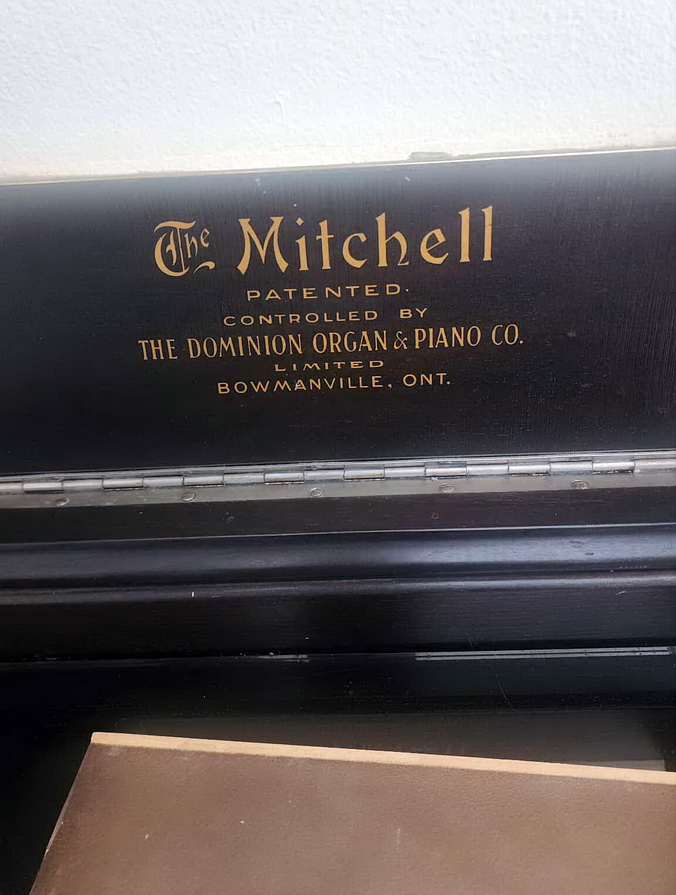 The Mitchell
PATENTED.
CONTROLLED BY
THE DOMINION ORGAN & PIANO CO.
LIMITED
BOWMANVILLE, ONT.